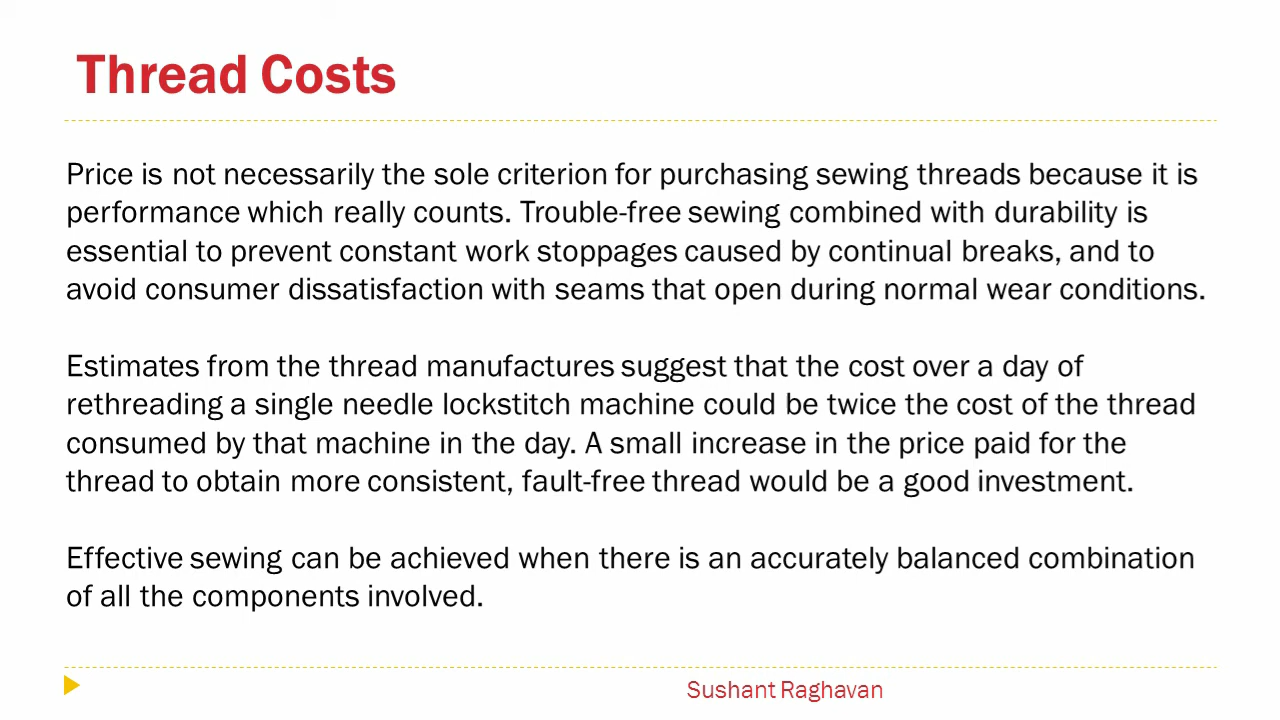 Thread Costs
Price is not necessarily the sole criterion for purchasing sewing threads because it is
performance which really counts. Trouble-free sewing combined with durability is
essential to prevent constant work stoppages caused by continual breaks, and to
avoid consumer dissatisfaction with seams that open during normal wear conditions.
Estimates from the thread manufactures suggest that the cost over a day of
rethreading a single needle lockstitch machine could be twice the cost of the thread
consumed by that machine in the day. A small increase in the price paid for the
thread to obtain more consistent, fault-free thread would be a good investment.
Effective sewing can be achieved when there is an accurately balanced combination
of all the components involved.
Sushant Raghavan